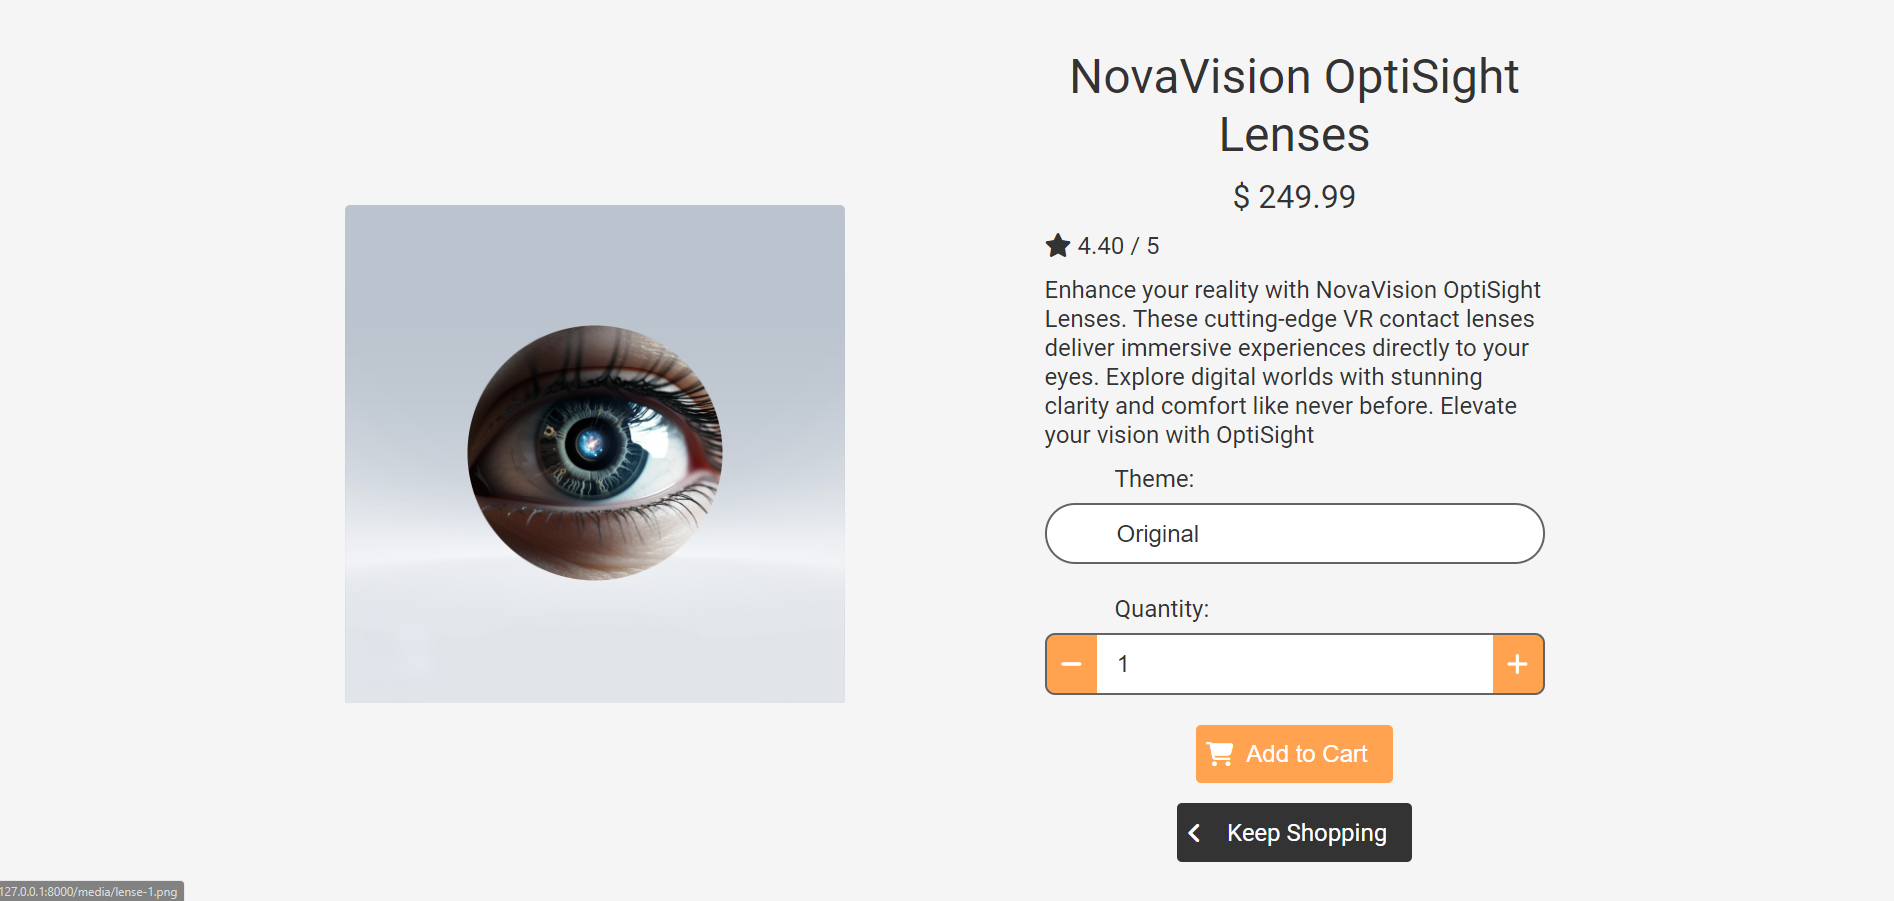 NovaVision OptiSight
Lenses
$ 249.99
4.40 / 5
Enhance your reality with NovaVision OptiSight
Lenses. These cutting-edge VR contact lenses
deliver immersive experiences directly to your
eyes. Explore digital worlds with stunning
clarity and comfort like never before. Elevate
your vision with OptiSight
Theme:
Original
Quantity:
1
Add to Cart
Keep Shopping
127.0.0.1:8000/media/lense-1.png